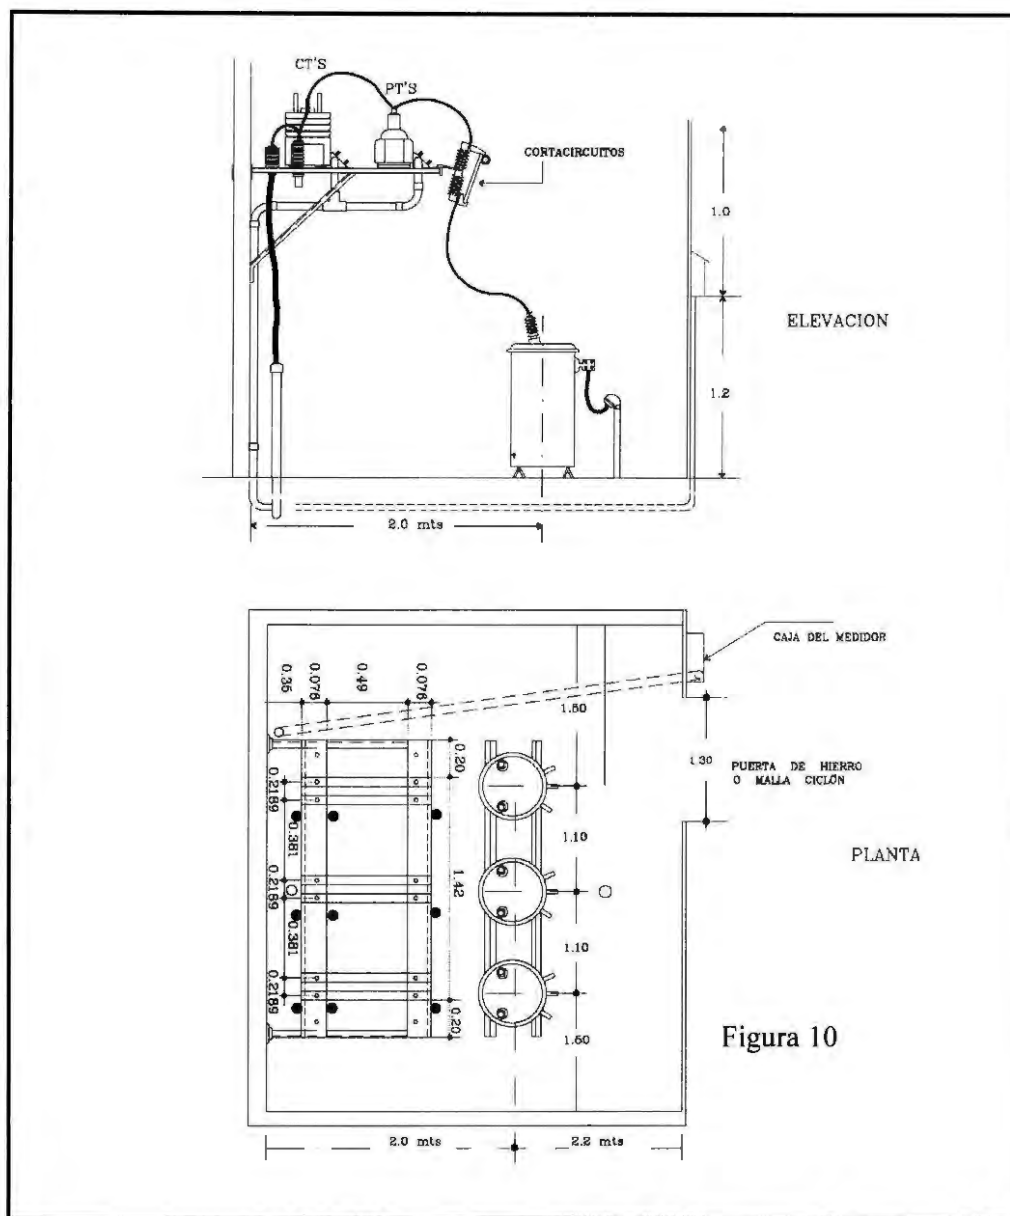 CT'S
PT'S
CORTACIRCUITOS
1.0
ELEVACION
1.2
2.0 mts
CAJA DEL MEDIDOR
0.35
0.076
0.49
0.076
1.60
1.30
PUERTA DE HIERRO
O MALLA CICLÓN
0.20
0.2189
0.381
1.10
PLANTA
1.42
0.2189
0.381
1.10
0.2189
0.20
1.60
Figura 10
2.0 mts
2.2 mts